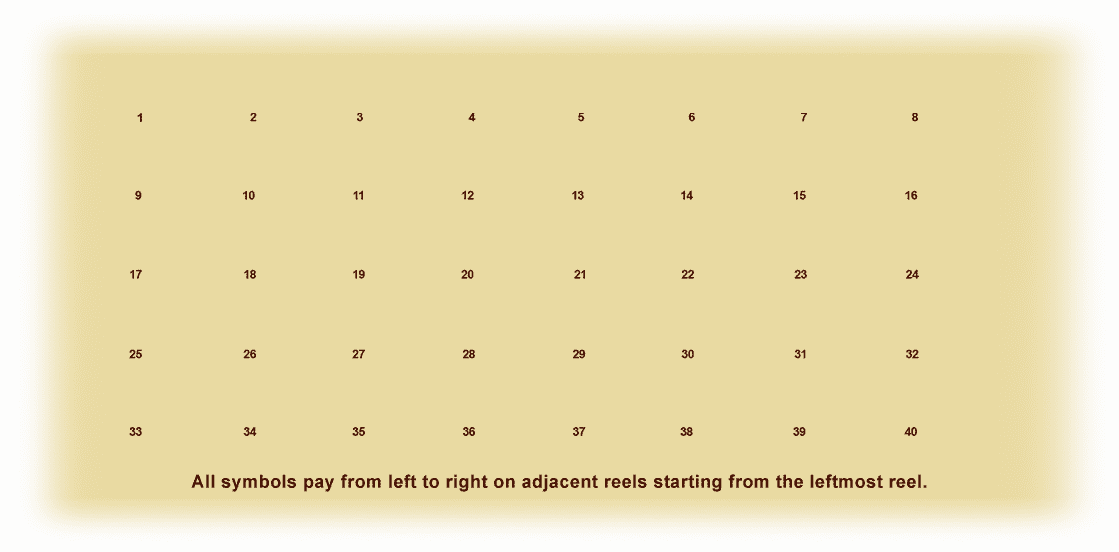 1 2 3 4 5 6 7 8
9 10 11 12 13 14 15 16
17 18 19 20 21 22 23 24
25 26 27 28 29 30 31 32
33 34 35 36 37 38 39 40
All symbols pay from left to right on adjacent reels starting from the leftmost reel.